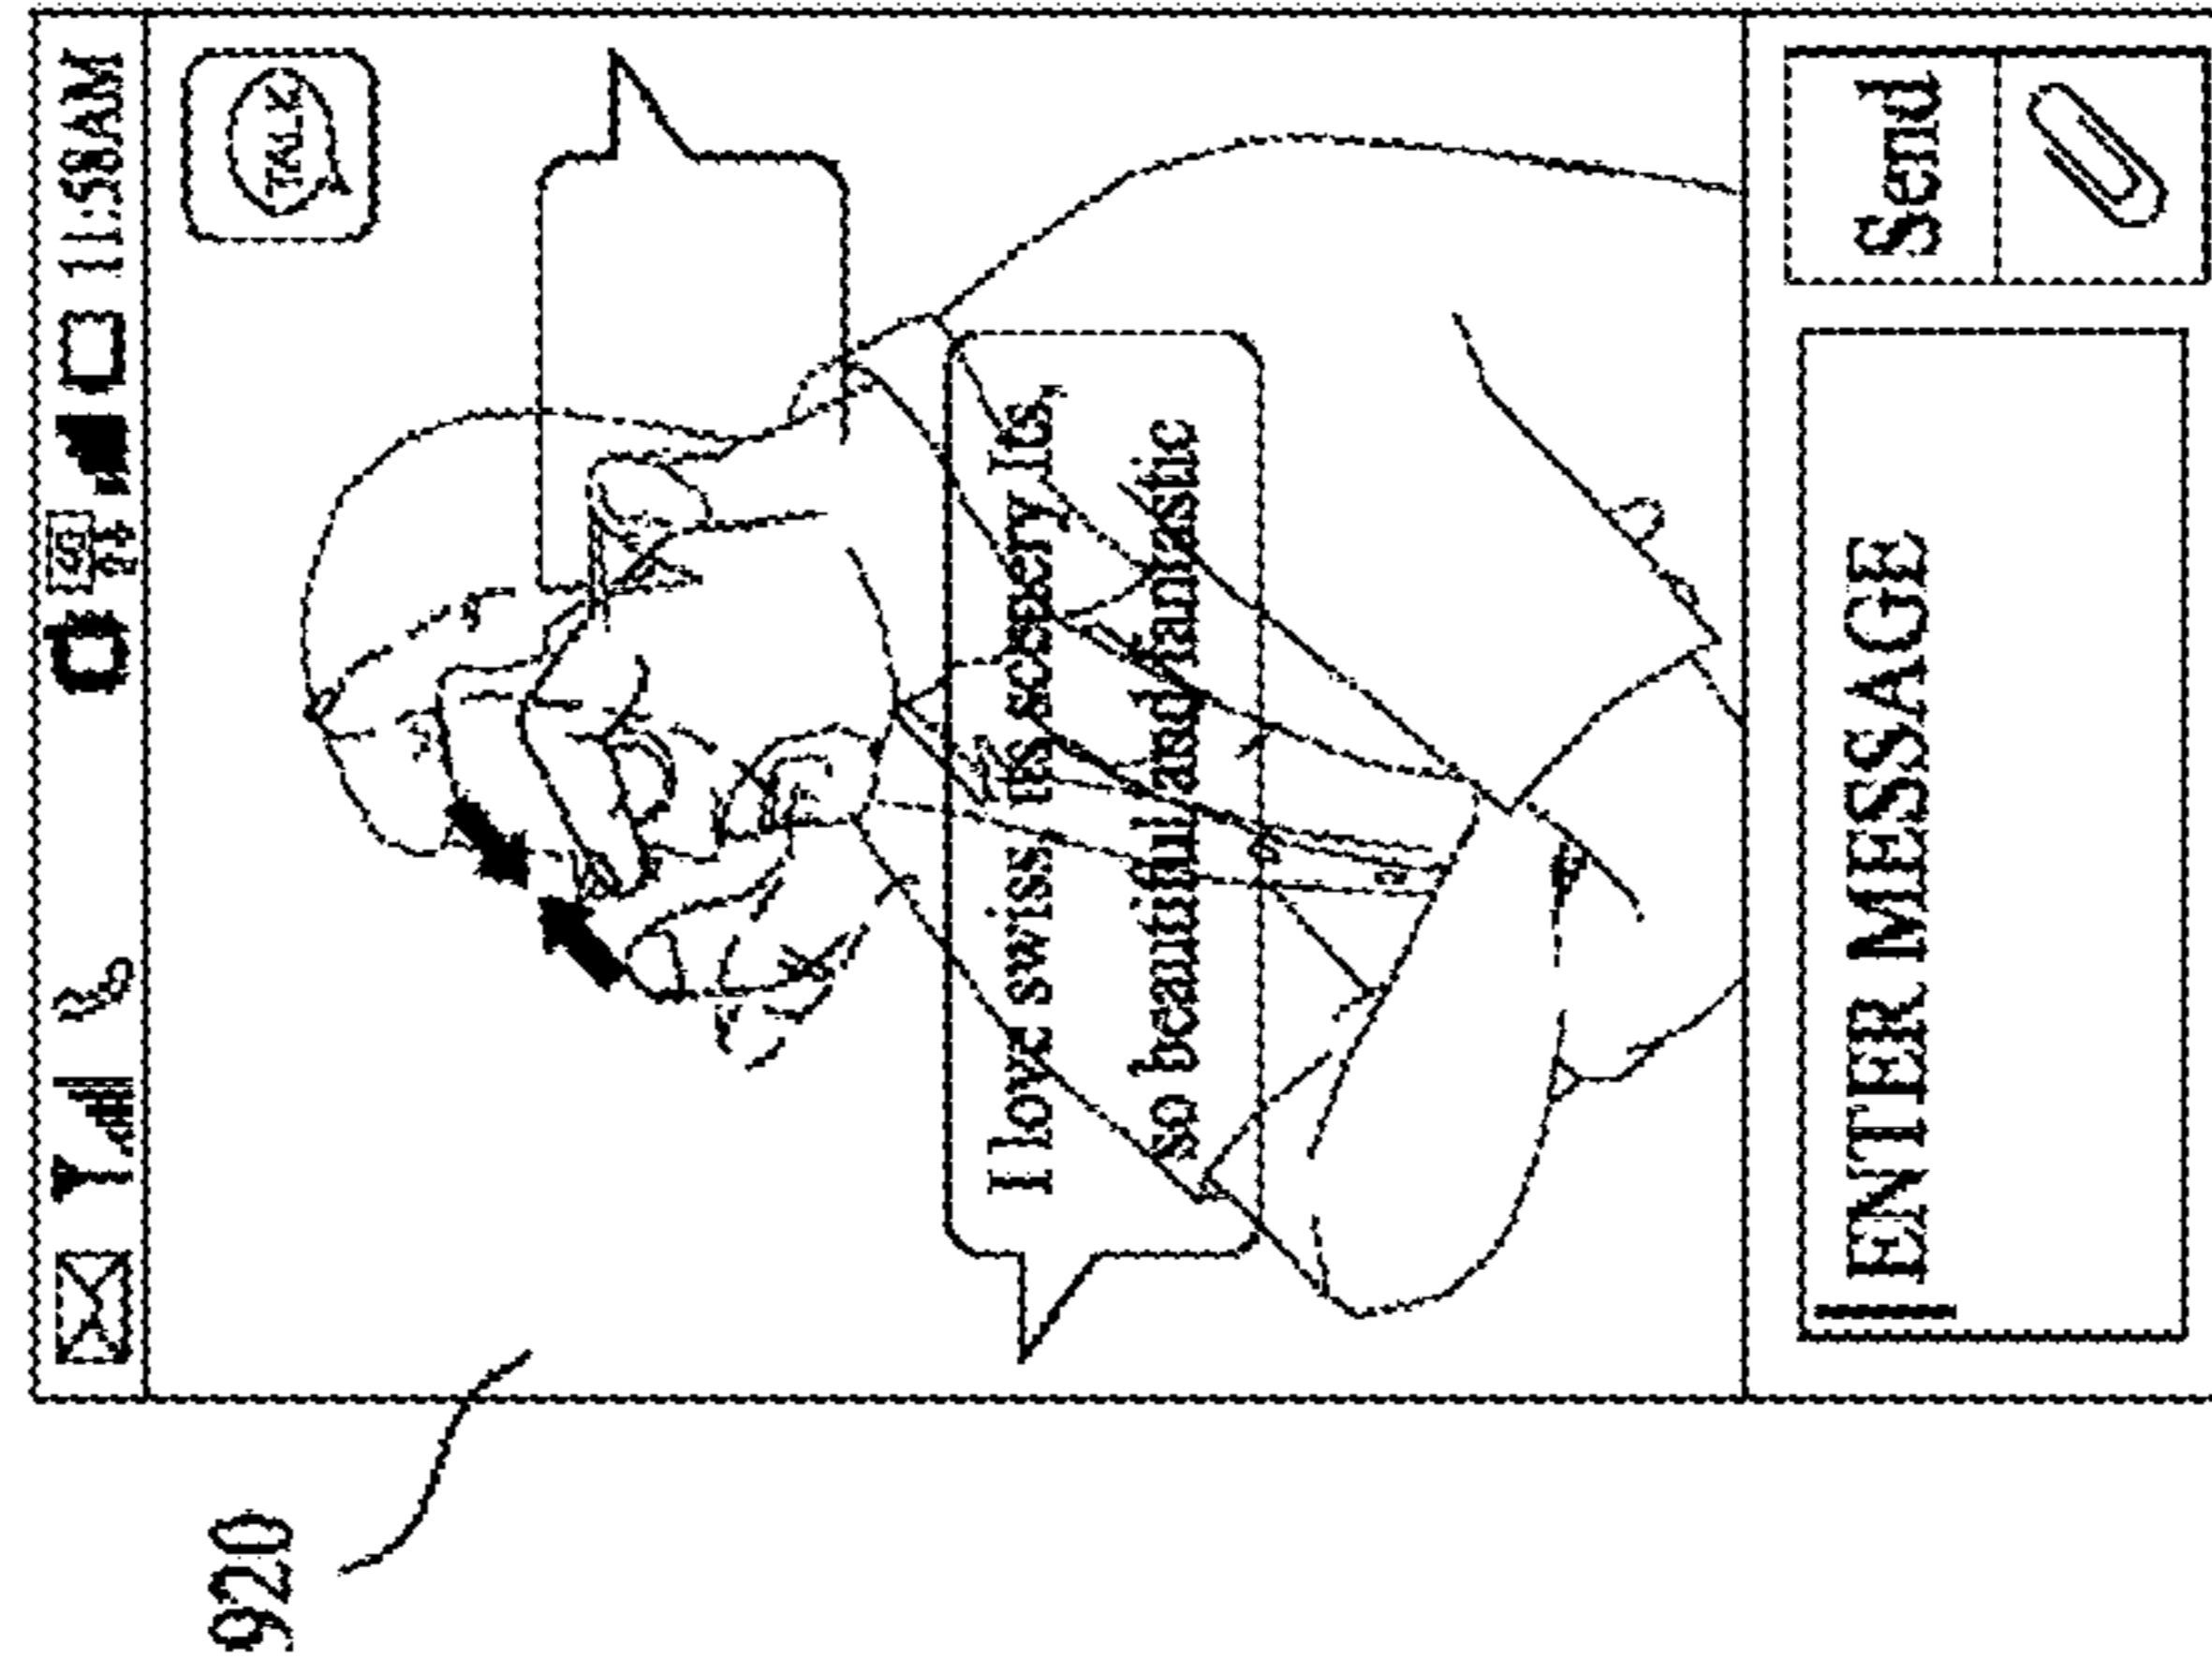 920
11:58AM
TALK
I love swiss, its scenery Its,
so beautiful and fantastic
ENTER MESSAGE
Send